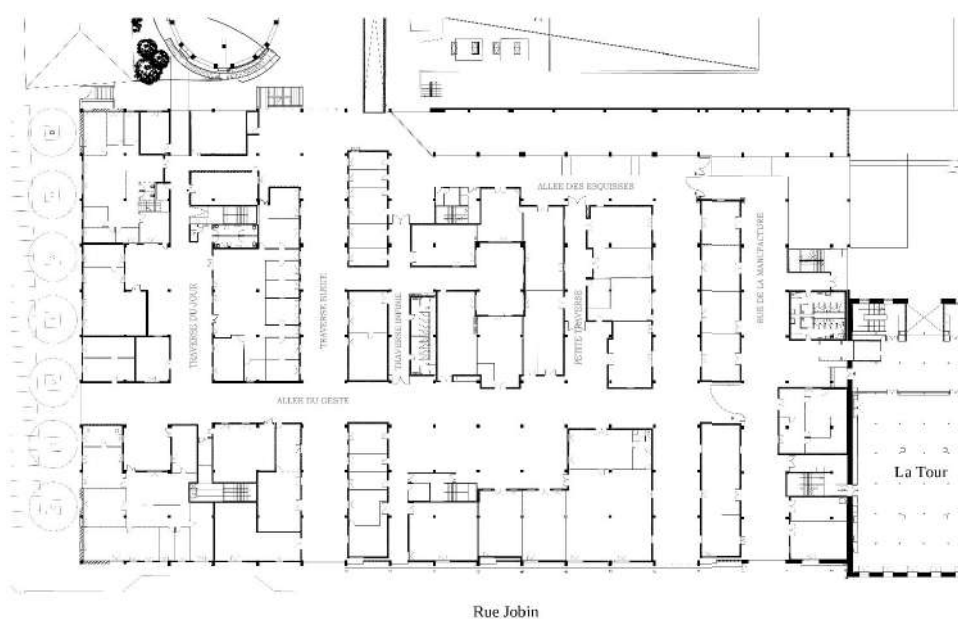 ALLEE DES ESQUISSES
TRAVERSE DU JOUR
TRAVERSE BLEUE
TRAVERSE INFINIE
PETITE TRAVERSE
RUE DE LA MANUFACTURE
ALLEE DU GESTE
La Tour
Rue Jobin